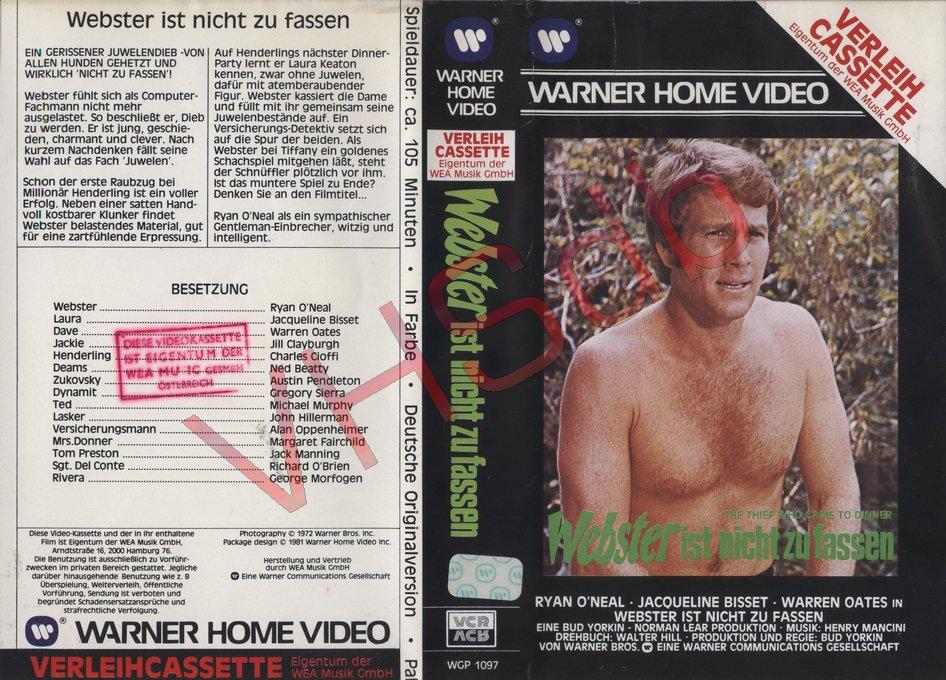 Webster ist nicht zu fassen
EIN GERISSENER JUWELENDIEB -VON
ALLEN HUNDEN GEHETZT UND
WIRKLICH 'NICHT ZU FASSEN'!
Webster fühlt sich als Computer-
Fachmann nicht mehr
ausgelastet. So beschließt er, Dieb
zu werden. Er ist jung, geschie-
den, charmant und clever. Nach
kurzem Nachdenken fällt seine
Wahl auf das Fach 'Juwelen'.
Schon der erste Raubzug bei
Millionär Henderling ist ein voller
Erfolg. Neben einer satten Hand-
voll kostbarer Klunker findet
Webster belastendes Material, gut
für eine zartfühlende Erpressung.
Auf Henderlings nächster Dinner-
Party lernt er Laura Keaton
kennen, zwar ohne Juwelen,
dafür mit atemberaubender
Figur. Webster kassiert die Dame
und füllt mit ihr gemeinsam seine
Juwelenbestände auf. Ein
Versicherungs-Detektiv setzt sich
auf die Spur der beiden. Als
Webster bei Tiffany ein goldenes
Schachspiel mitgehen läßt, steht
der Schnüffler plötzlich vor ihm.
Ist das muntere Spiel zu Ende?
Denken Sie an den Filmtitel...
Ryan O'Neal als ein sympathischer
Gentleman-Einbrecher, witzig und
intelligent.
BESETZUNG
Webster Ryan O'Neal
Laura Jacqueline Bisset
Dave Warren Oates
Jackie Jill Clayburgh
Henderling Charles Cioffi
Deams Ned Beatty
Zukovsky Austin Pendleton
Dynamit Gregory Sierra
Ted Michael Murphy
Lasker John Hillerman
Versicherungsmann Alan Oppenheimer
Mrs.Donner Margaret Fairchild
Tom Preston Jack Manning
Sgt. Del Conte Richard O'Brien
Rivera George Morfogen
DIESE VIDEOKASSETTE
IST EIGENTUM DER
WEA MUSIC GESMBH
ÖSTERREICH
Diese Video-Kassette und der in ihr enthaltene
Film ist Eigentum der WEA Musik GmbH,
Arndtstraße 16, 2000 Hamburg 76.
Die Benutzung ist ausschließlich zu Vorführ-
zwecken im privaten Bereich gestattet. Jegliche
darüber hinausgehende Benutzung wie z. B
Überspielung, Weiterverleih, öffentliche
Vorführung, Sendung ist verboten und
begründet Schadensersatzansprüche und
strafrechtliche Verfolgung.
Photography © 1972 Warner Bros. Inc.
Package design © 1981 Warner Home Video Inc.
Herstellung und Vertrieb
durch WEA Musik GmbH
Eine Warner Communications Gesellschaft
® WARNER HOME VIDEO
VERLEIHCASSETTE Eigentum der
WEA Musik GmbH
Spieldauer: ca. 105 Minuten • In Farbe • Deutsche Originalversion • Pal
®
WARNER
HOME
VIDEO
VERLEIH
CASSETTE
Eigentum der
WEA Musik GmbH
Webster ist nicht zu fassen
VCR
VCR
WGP 1097
®
WARNER HOME VIDEO
VERLEIH
CASSETTE
Eigentum der WEA Musik GmbH
VHSdb
THE THIEF WHO CAME TO DINNER
Webster ist nicht zu fassen
RYAN O'NEAL · JACQUELINE BISSET · WARREN OATES IN
WEBSTER IST NICHT ZU FASSEN
EINE BUD YORKIN - NORMAN LEAR PRODUKTION · MUSIK: HENRY MANCINI
DREHBUCH: WALTER HILL · PRODUKTION UND REGIE: BUD YORKIN
VON WARNER BROS. EINE WARNER COMMUNICATIONS GESELLSCHAFT